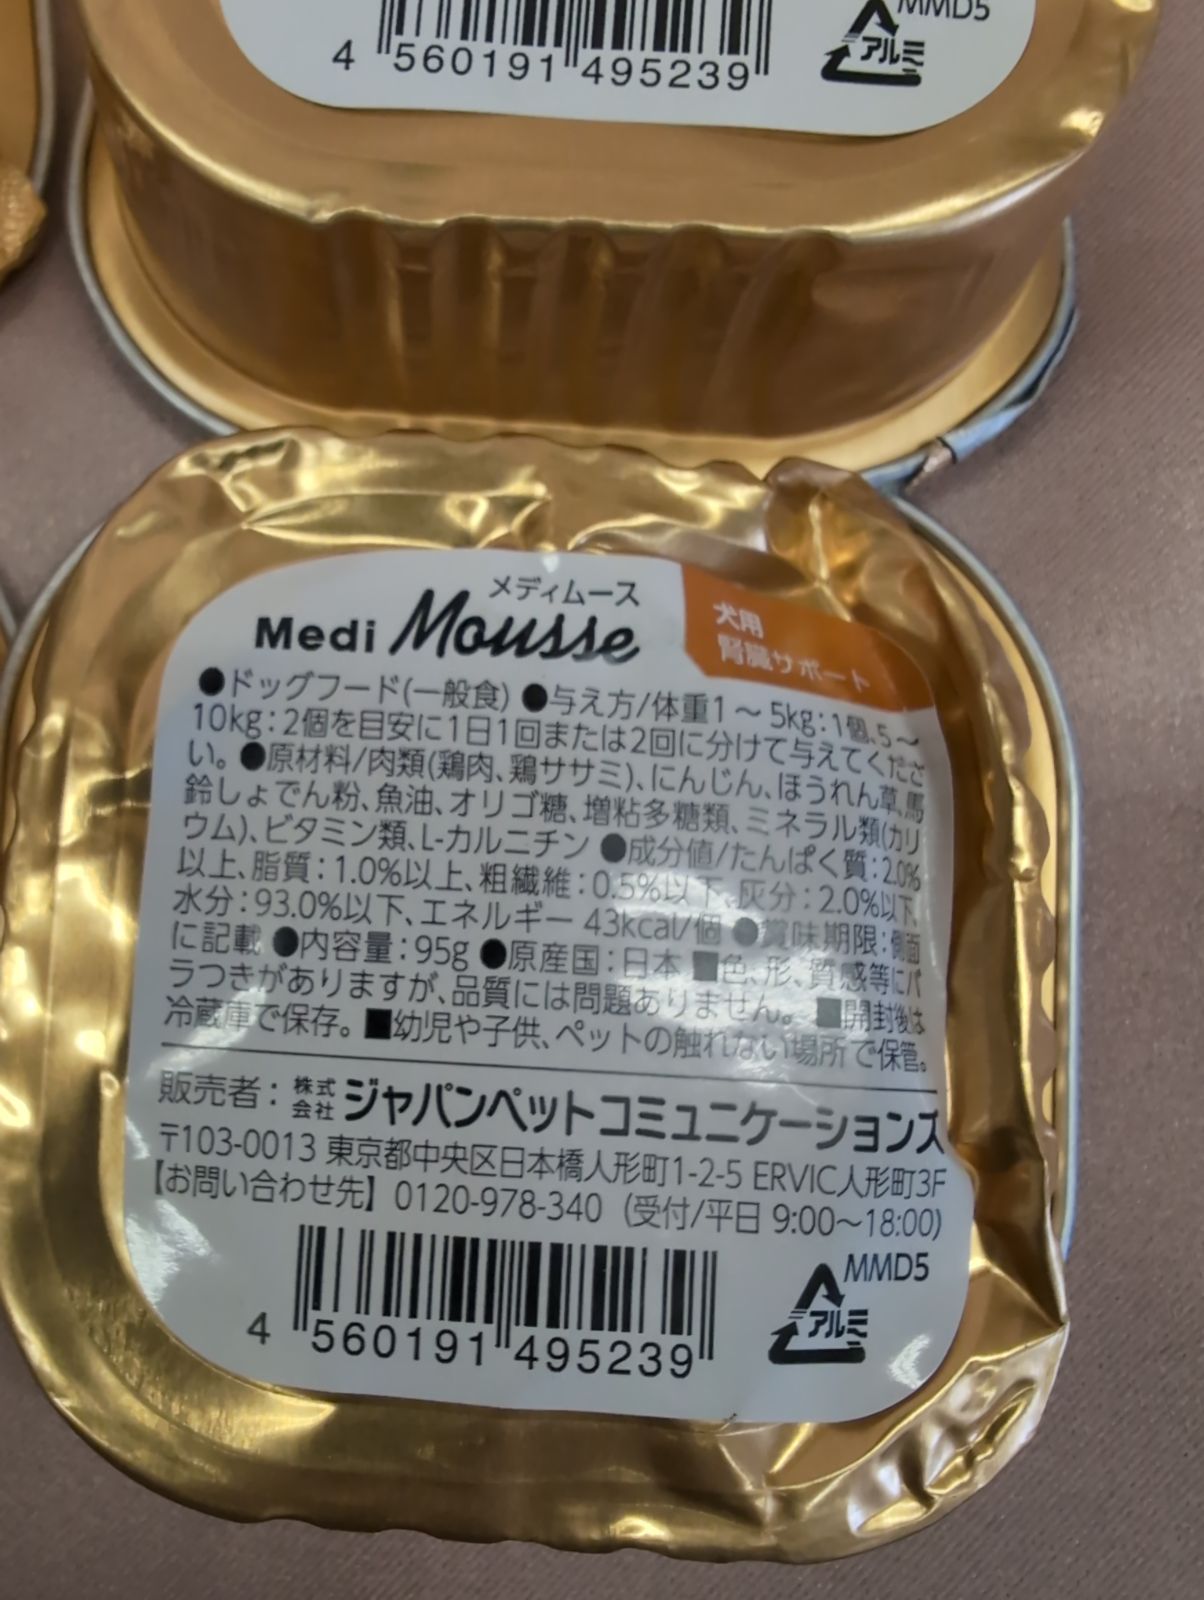 MMD5
アルミ
4 560191 495239
メディムース
Medi Mousse
犬用
腎臓サポート
●ドッグフード(一般食) ●与え方/体重1～5kg:1個、5～
10kg:2個を目安に1日1回または2回に分けて与えてくださ
い。●原材料/肉類(鶏肉、鶏ササミ)、にんじん、ほうれん草、馬
鈴しょでん粉、魚油、オリゴ糖、増粘多糖類、ミネラル類(カリ
ウム)、ビタミン類、L-カルニチン ●成分値/たんぱく質:2.0%
以上、脂質:1.0%以上、粗繊維:0.5%以下、灰分:2.0%以下、
水分:93.0%以下、エネルギー 43kcal/個 ●賞味期限:側面
に記載 ●内容量:95g ●原産国:日本 ■色、形、質感等にバ
ラつきがありますが、品質には問題ありません。 ■開封後は
冷蔵庫で保存。■幼児や子供、ペットの触れない場所で保管。
販売者:株式会社ジャパンペットコミュニケーションズ
〒103-0013 東京都中央区日本橋人形町1-2-5 ERVIC人形町3F
【お問い合わせ先】0120-978-340 (受付/平日 9:00～18:00)
MMD5
アルミ
4 560191 495239